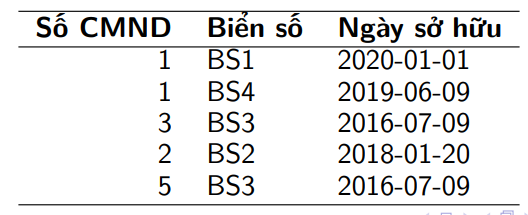 Số CMND Biển số Ngày sở hữu
1 BS1 2020-01-01
1 BS4 2019-06-09
3 BS3 2016-07-09
2 BS2 2018-01-20
5 BS3 2016-07-09